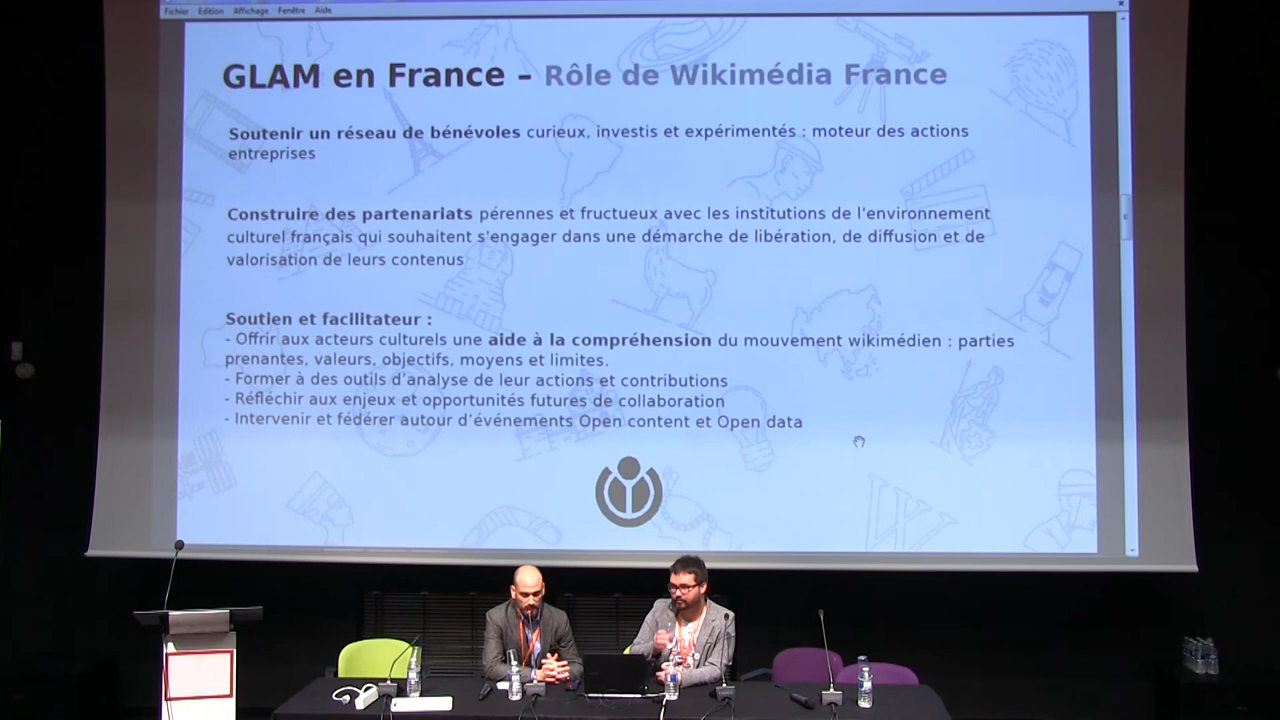 Fichier Edition Affichage Fenêtre Aide
GLAM en France – Rôle de Wikimédia France
Soutenir un réseau de bénévoles curieux, investis et expérimentés : moteur des actions
entreprises
Construire des partenariats pérennes et fructueux avec les institutions de l'environnement
culturel français qui souhaitent s'engager dans une démarche de libération, de diffusion et de
valorisation de leurs contenus
Soutien et facilitateur :
- Offrir aux acteurs culturels une aide à la compréhension du mouvement wikimédien : parties
prenantes, valeurs, objectifs, moyens et limites.
- Former à des outils d'analyse de leur actions et contributions
- Réfléchir aux enjeux et opportunités futures de collaboration
- Intervenir et fédérer autour d'événements Open content et Open data